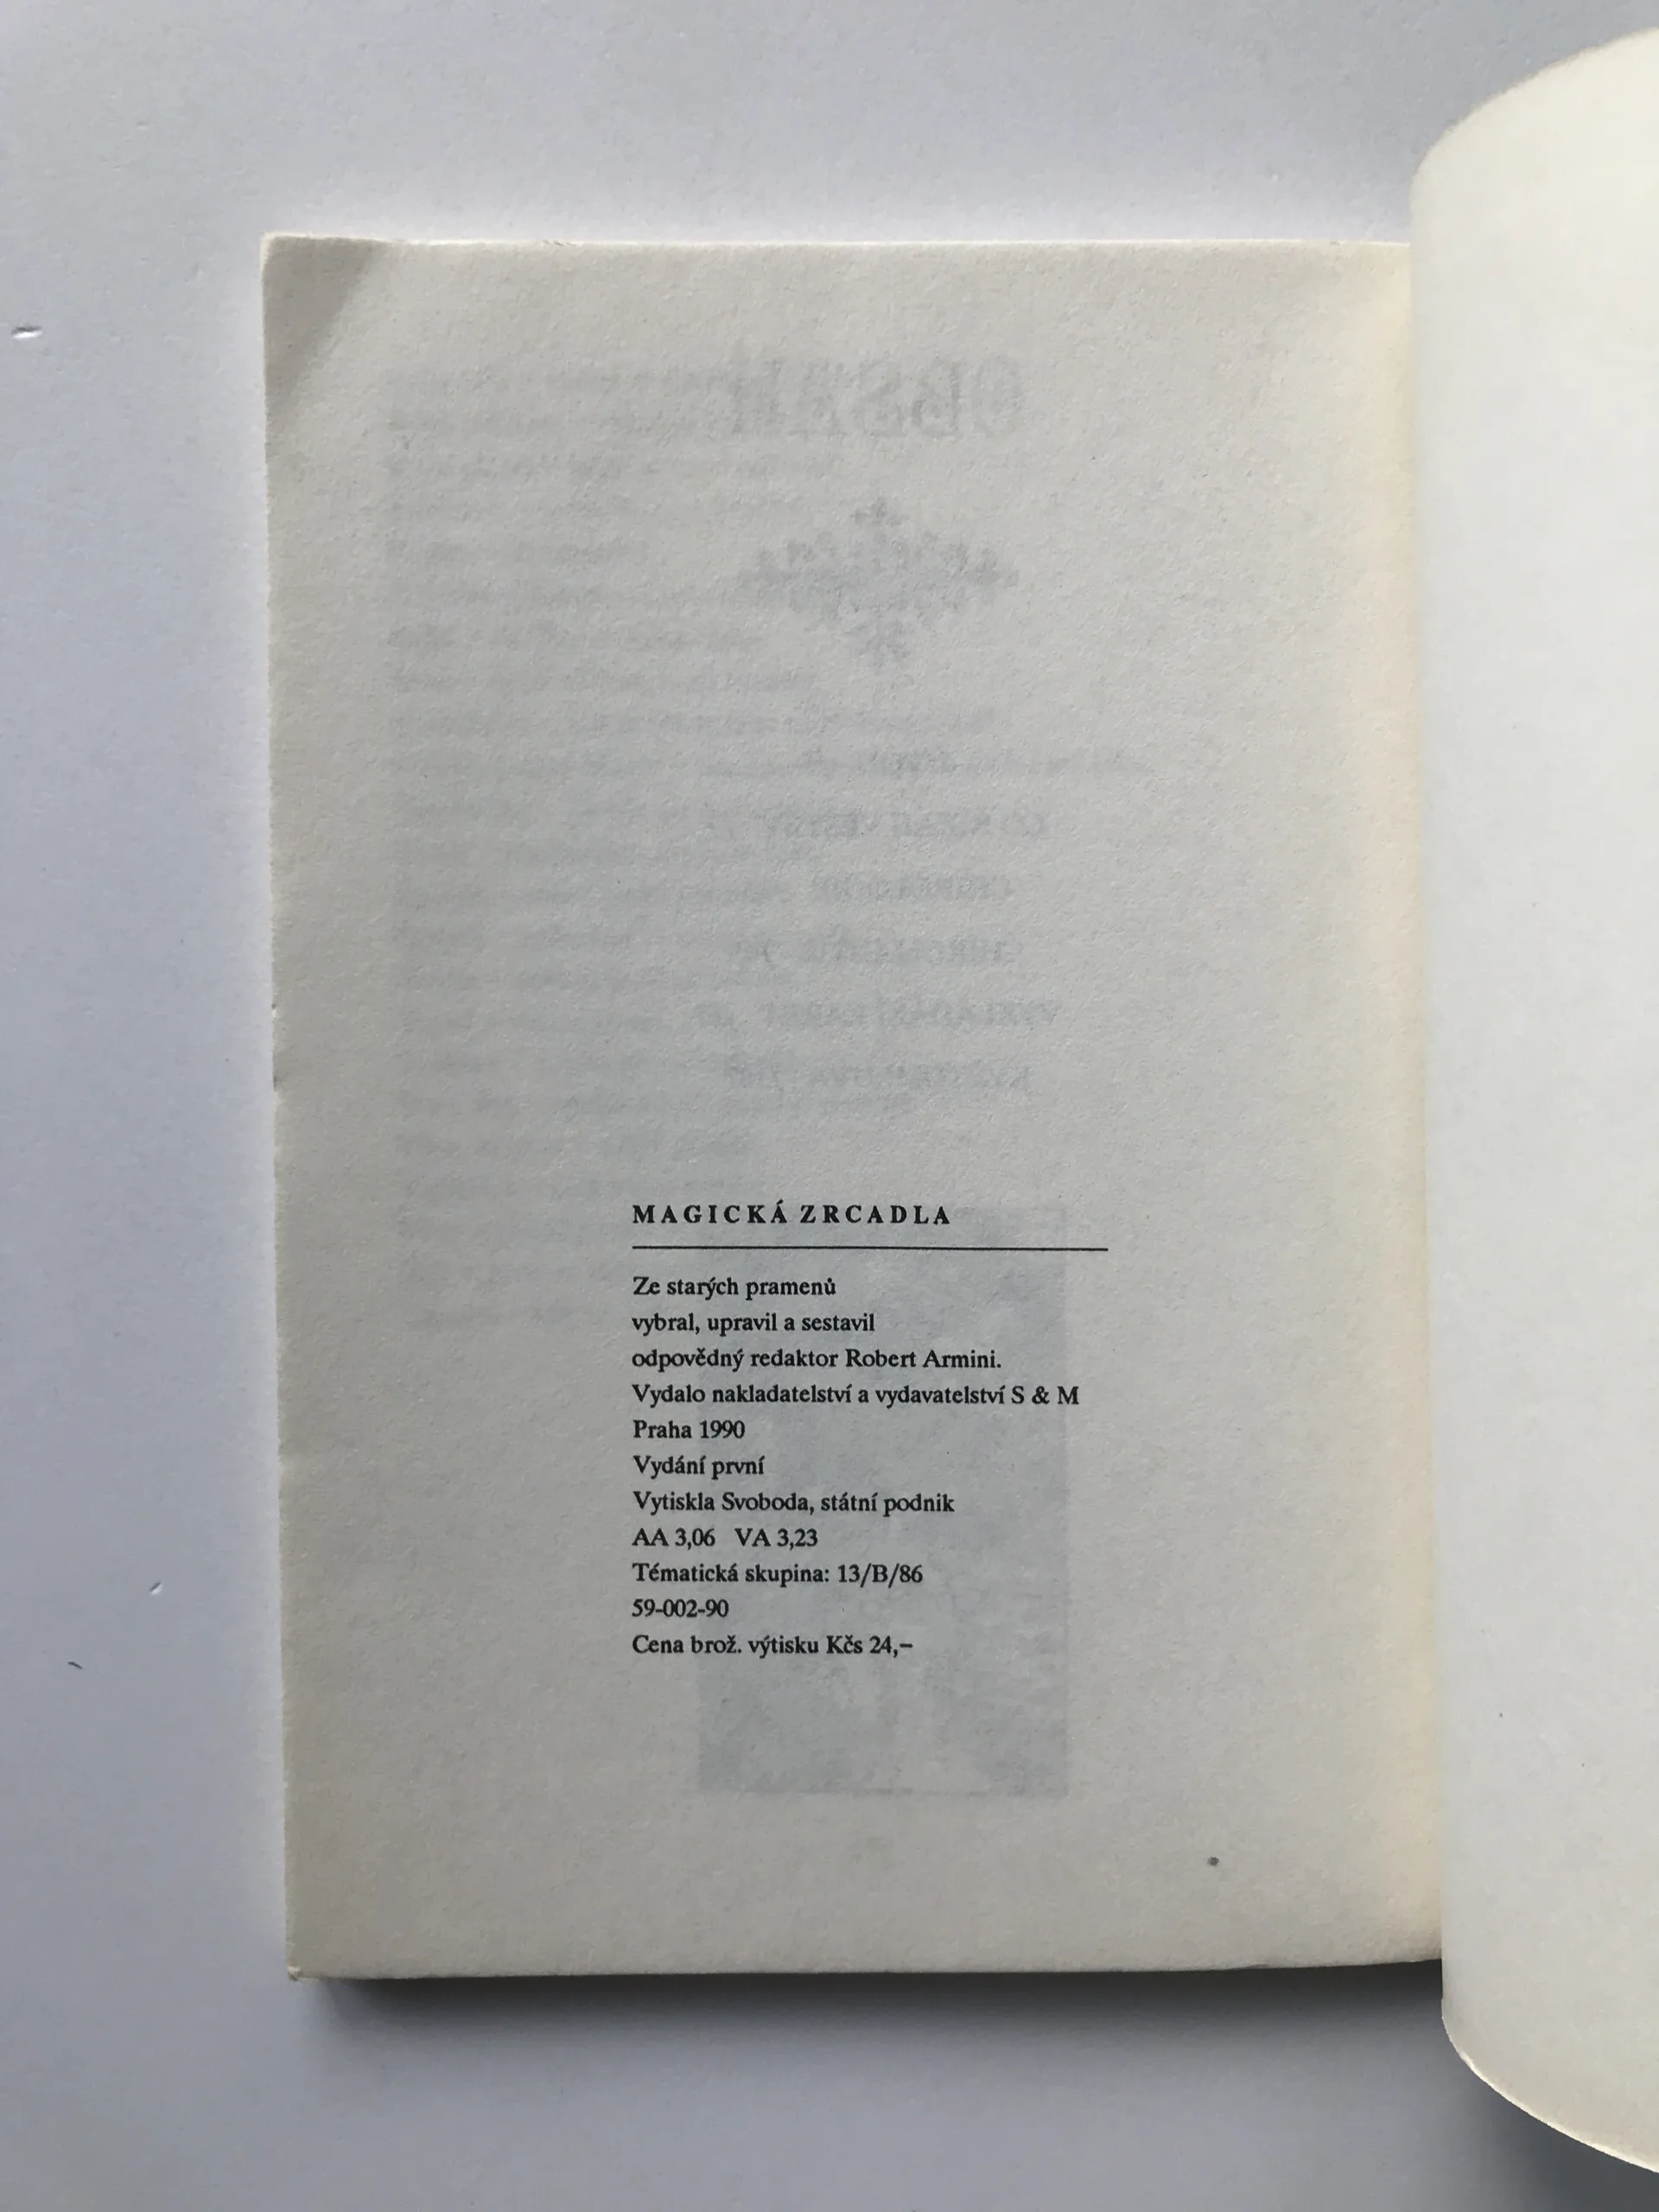 MAGICKÁ ZRCADLA
Ze starých pramenů
vybral, upravil a sestavil
odpovědný redaktor Robert Armini.
Vydalo nakladatelství a vydavatelství S & M
Praha 1990
Vydání první
Vytiskla Svoboda, státní podnik
AA 3,06 VA 3,23
Tématická skupina: 13/B/86
59-002-90
Cena brož. výtisku Kčs 24,–